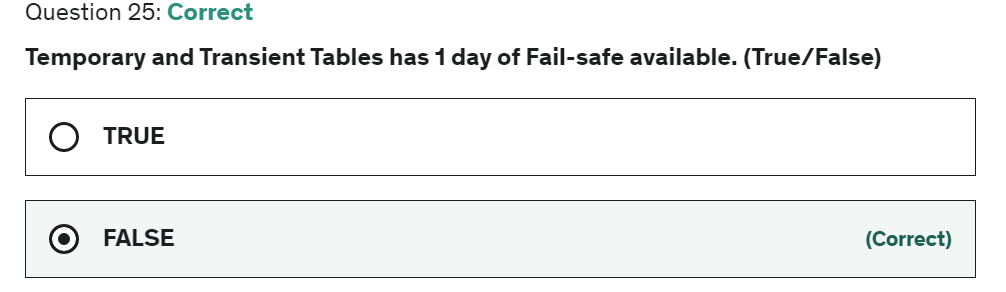 Question 25: Correct
Temporary and Transient Tables has 1 day of Fail-safe available. (True/False)
TRUE
FALSE (Correct)